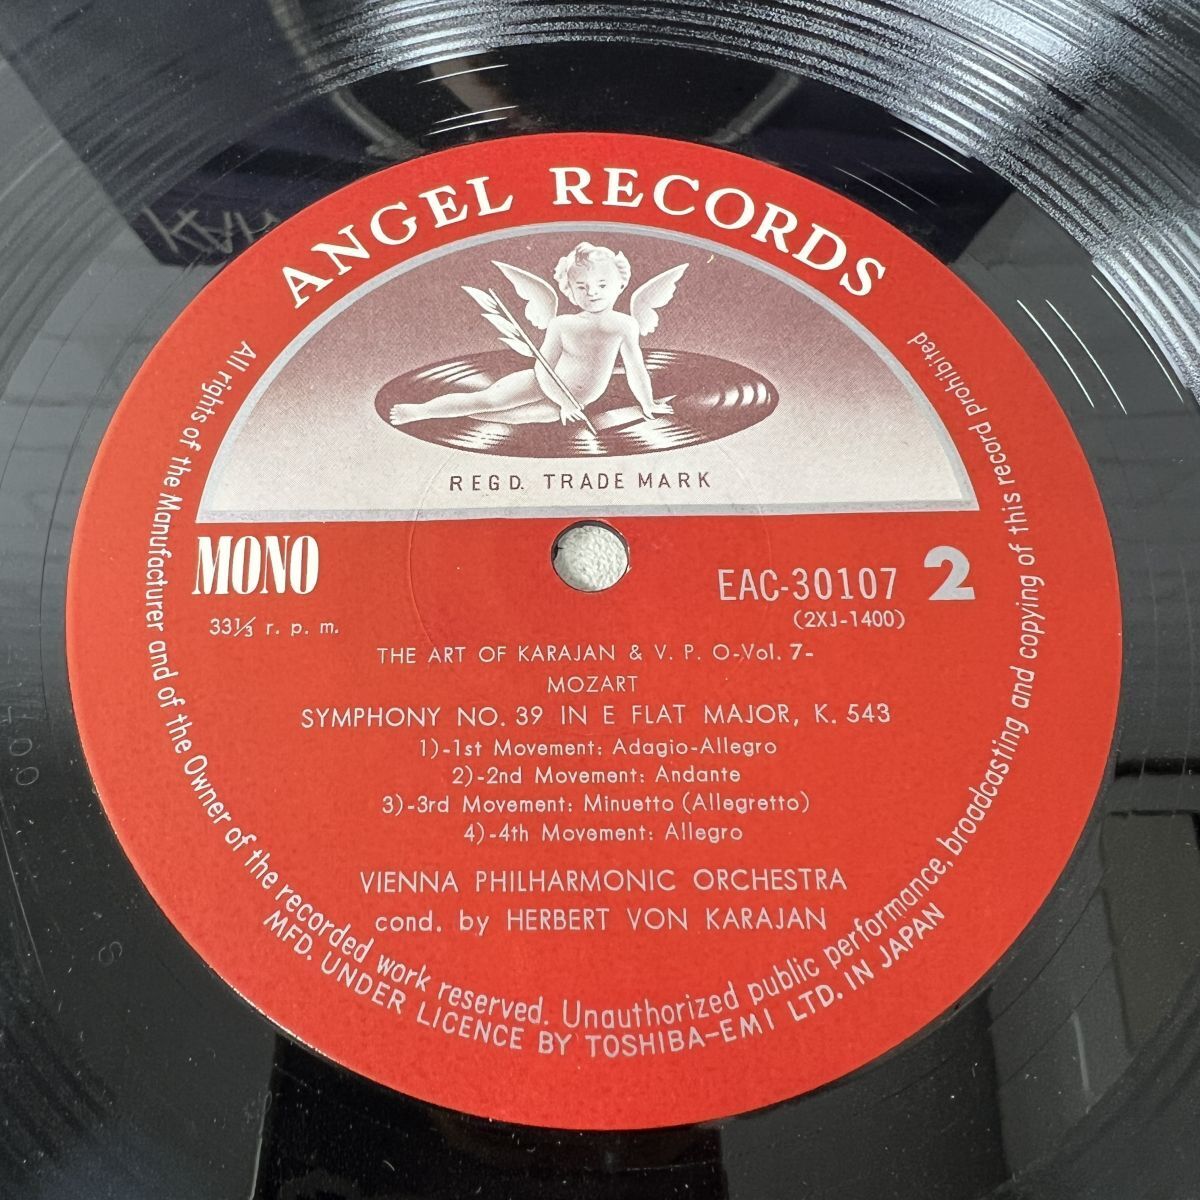 ANGEL RECORDS
REGD. TRADE MARK
MONO
33 1/3 r. p. m.
EAC-30107 2
(2XJ-1400)
THE ART OF KARAJAN & V. P. O-Vol. 7-
MOZART
SYMPHONY NO. 39 IN E FLAT MAJOR, K. 543
1)-1st Movement: Adagio-Allegro
2)-2nd Movement: Andante
3)-3rd Movement: Minuetto (Allegretto)
4)-4th Movement: Allegro
VIENNA PHILHARMONIC ORCHESTRA
cond. by HERBERT VON KARAJAN
All rights of the Manufacturer and of the Owner of the recorded work reserved. Unauthorized public performance, broadcasting and copying of this record prohibited
MFD. UNDER LICENCE BY TOSHIBA-EMI LTD. IN JAPAN